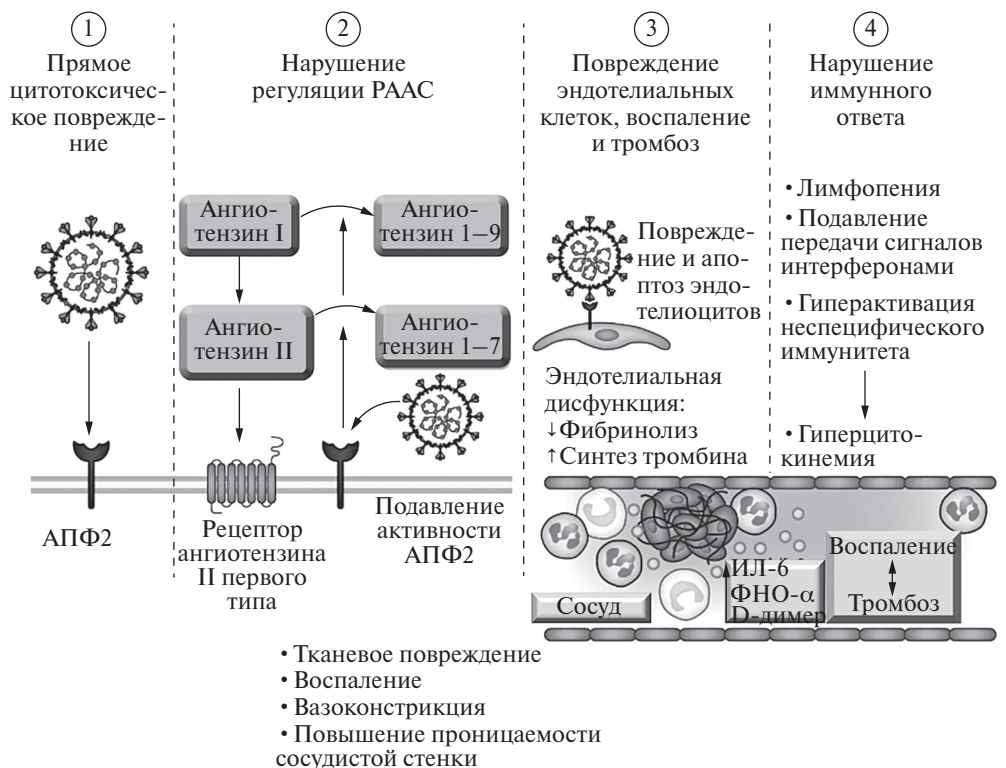 1
Прямое
цитотоксичес-
кое поврежде-
ние
АПФ2
2
Нарушение
регуляции РААС
Ангио-
тензин I
Ангио-
тензин 1–9
Ангио-
тензин II
Ангио-
тензин 1–7
Рецептор
ангиотензина
II первого
типа
Подавление
активности
АПФ2
• Тканевое повреждение
• Воспаление
• Вазоконстрикция
• Повышение проницаемости
сосудистой стенки
3
Повреждение
эндотелиальных
клеток, воспаление
и тромбоз
Поврежде-
ние и апо-
птоз эндо-
телиоцитов
Эндотелиальная
дисфункция:
↓Фибринолиз
↑Синтез тромбина
4
Нарушение
иммунного
ответа
• Лимфопения
• Подавление
передачи сигналов
интерферонами
• Гиперактивация
неспецифического
иммунитета
• Гиперцито-
кинемия
Сосуд
ИЛ-6
ФНО-α
D-димер
Воспаление
Тромбоз